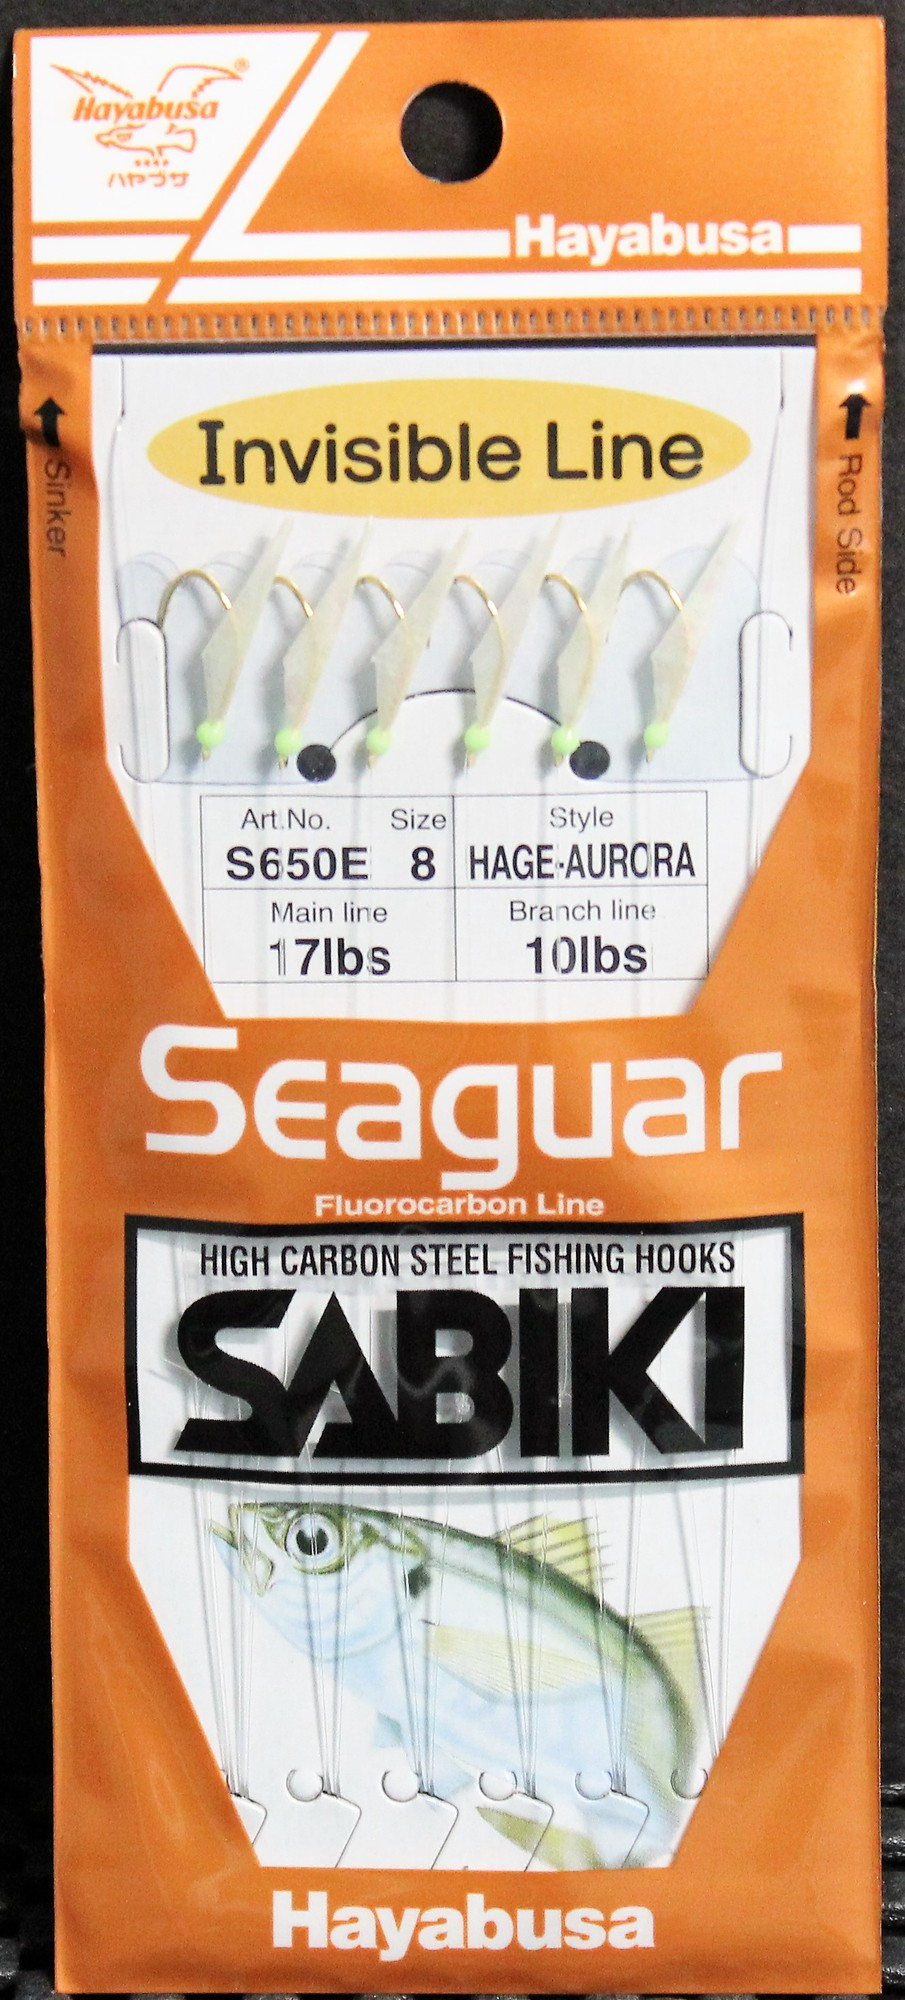 Hayabusa®
ハヤブサ
Hayabusa
Sinker
Rod Side
Invisible Line
Art.No. Size Style
S650E 8 HAGE-AURORA
Main line Branch line
17lbs 10lbs
Seaguar
Fluorocarbon Line
HIGH CARBON STEEL FISHING HOOKS
SABIKI
Hayabusa